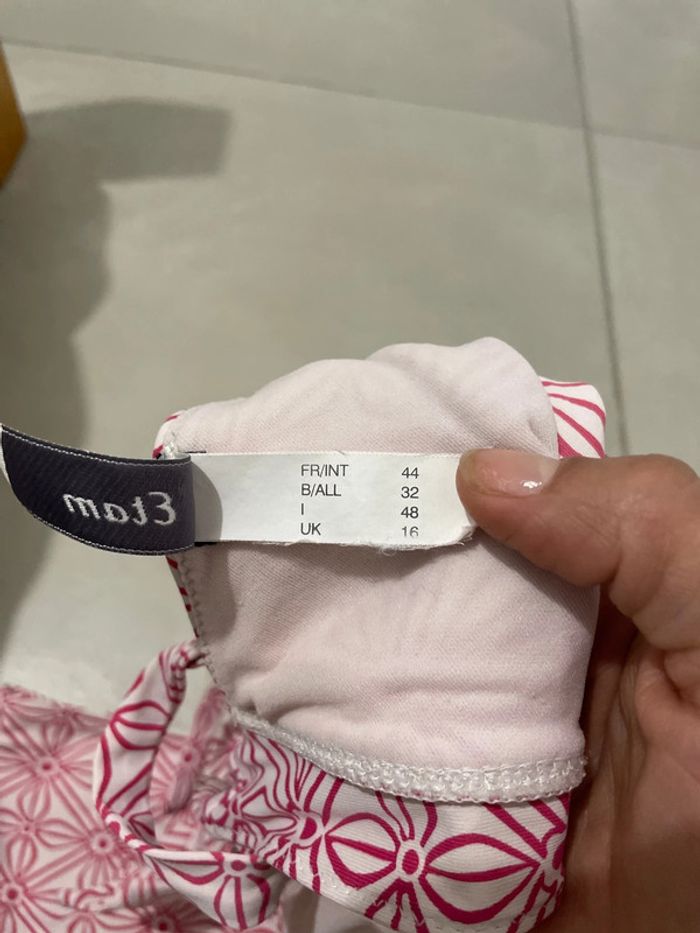 Etam
FR/INT 44
B/ALL 32
I 48
UK 16